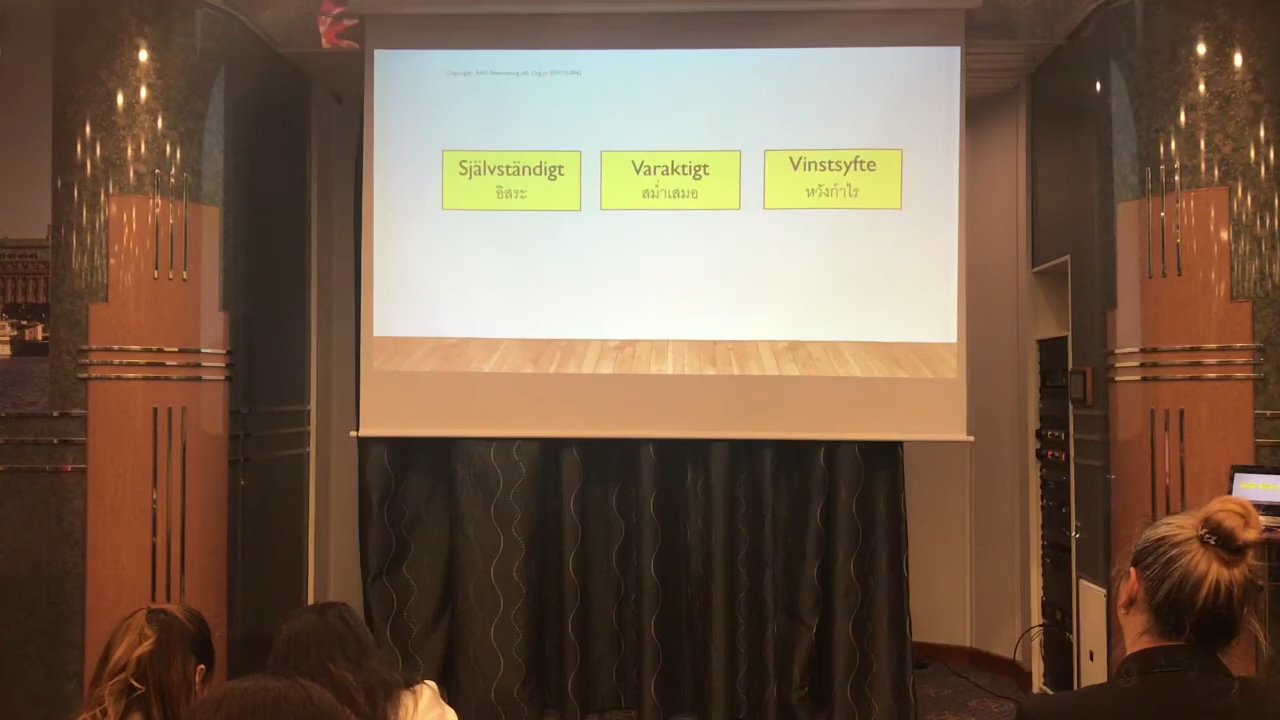 Självständigt
อิสระ
Varaktigt
สม่ำเสมอ
Vinstsyfte
หวังกำไร